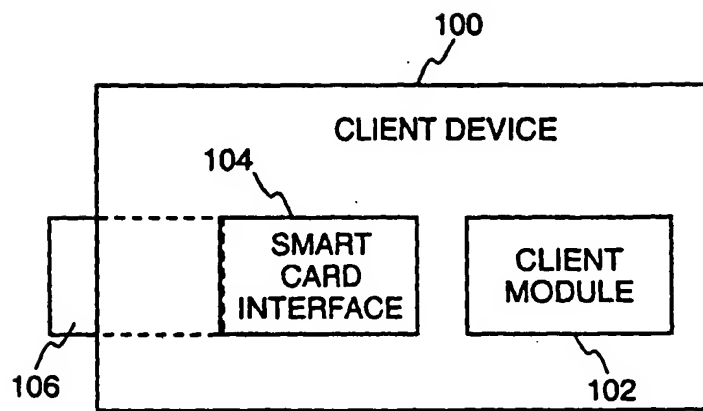 100
CLIENT DEVICE
104
SMART
CARD
INTERFACE
CLIENT
MODULE
106
102